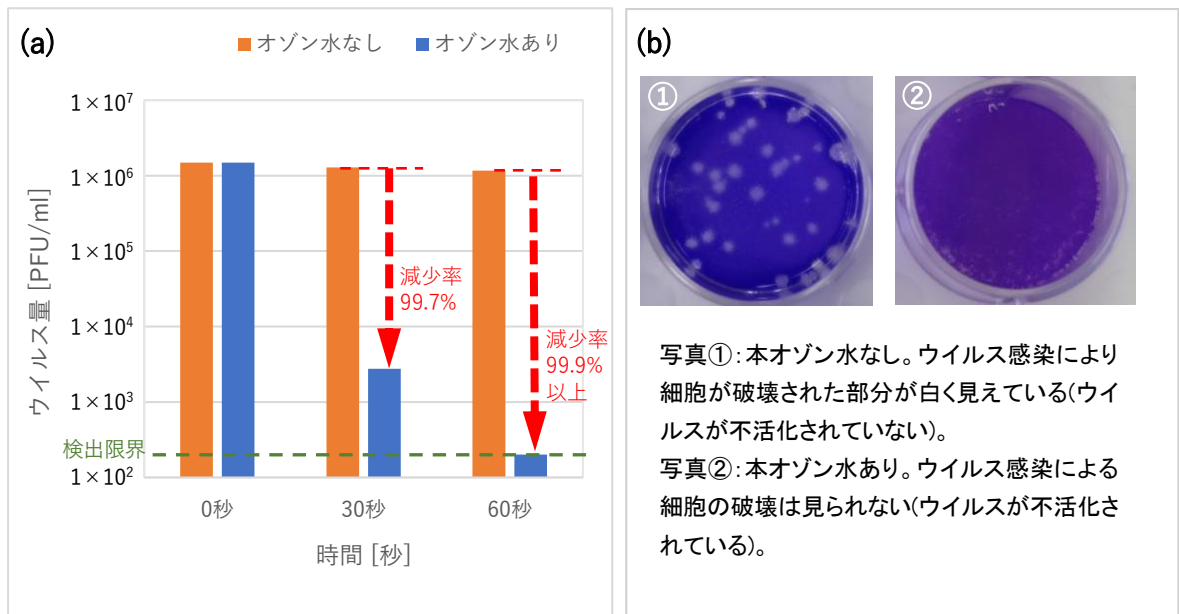 (a)
オゾン水なし オゾン水あり
1×10⁷
1×10⁶
1×10⁵
1×10⁴
1×10³
1×10²
ウイルス量 [PFU/ml]
検出限界
減少率
99.7%
減少率
99.9%
以上
0秒 30秒 60秒
時間 [秒]
(b)
① ②
写真①：本オゾン水なし。ウイルス感染により
細胞が破壊された部分が白く見えている(ウイ
ルスが不活化されていない)。
写真②：本オゾン水あり。ウイルス感染による
細胞の破壊は見られない(ウイルスが不活化さ
れている)。